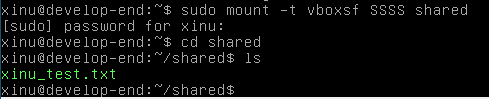 xinu@develop-end:~$ sudo mount -t vboxsf SSSS shared
[sudo] password for xinu:
xinu@develop-end:~$ cd shared
xinu@develop-end:~/shared$ ls
xinu_test.txt
xinu@develop-end:~/shared$